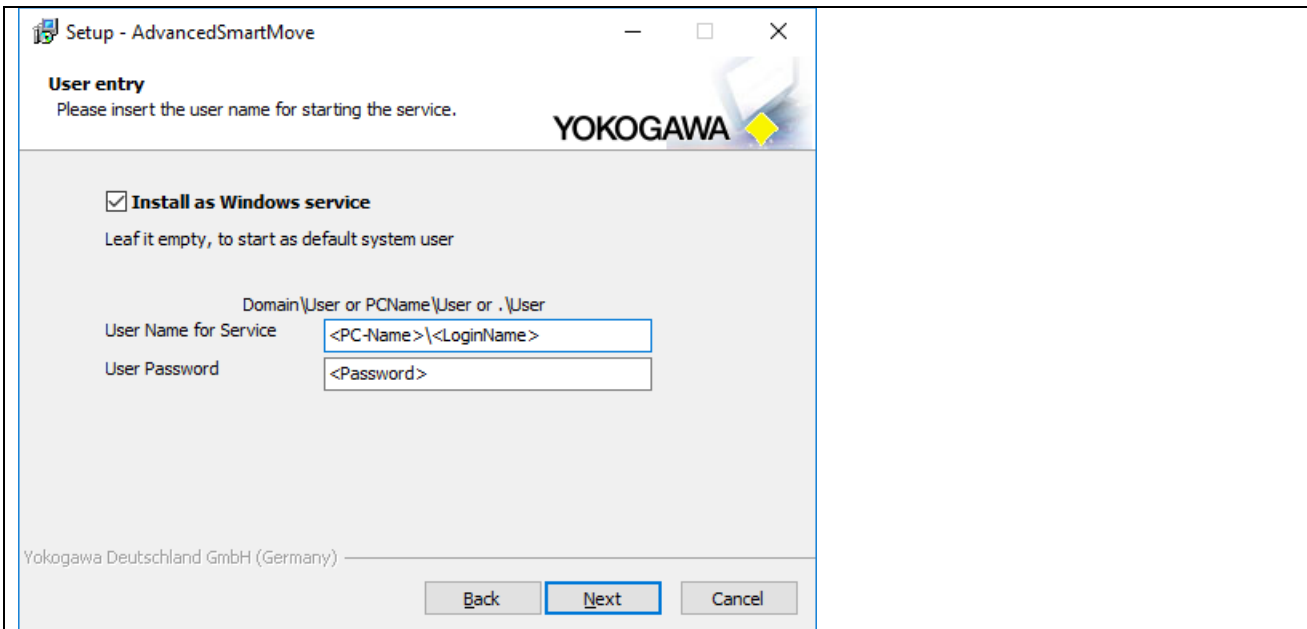 Setup - AdvancedSmartMove
User entry
Please insert the user name for starting the service.
YOKOGAWA
Install as Windows service
Leaf it empty, to start as default system user
Domain\User or PCName\User or .\User
User Name for Service
<PC-Name>\<LoginName>
User Password
<Password>
Yokogawa Deutschland GmbH (Germany)
Back Next Cancel